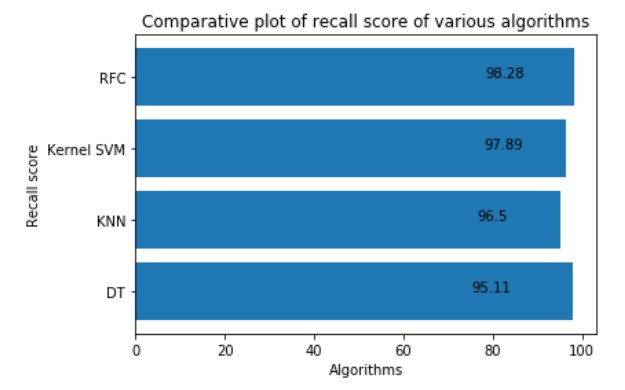 Comparative plot of recall score of various algorithms
RFC 98.28
Kernel SVM 97.89
KNN 96.5
DT 95.11
Recall score
0 20 40 60 80 100
Algorithms